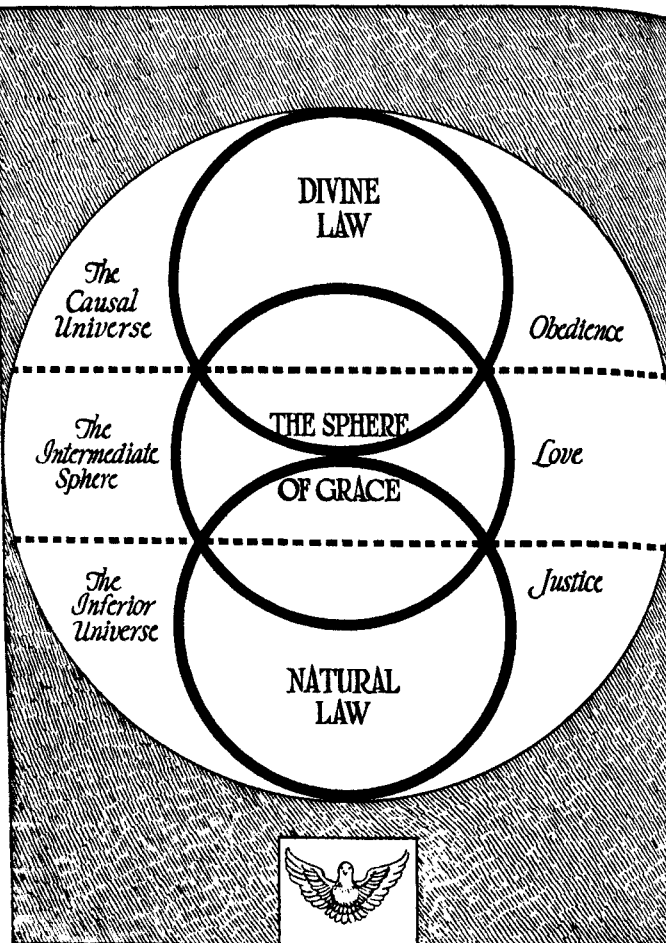 DIVINE
LAW
The
Causal
Universe
Obedience
The
Intermediate
Sphere
THE SPHERE
OF GRACE
Love
The
Inferior
Universe
Justice
NATURAL
LAW